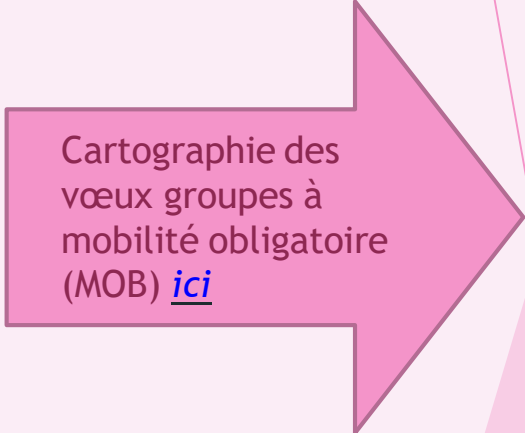 Cartographie des
vœux groupes à
mobilité obligatoire
(MOB) ici